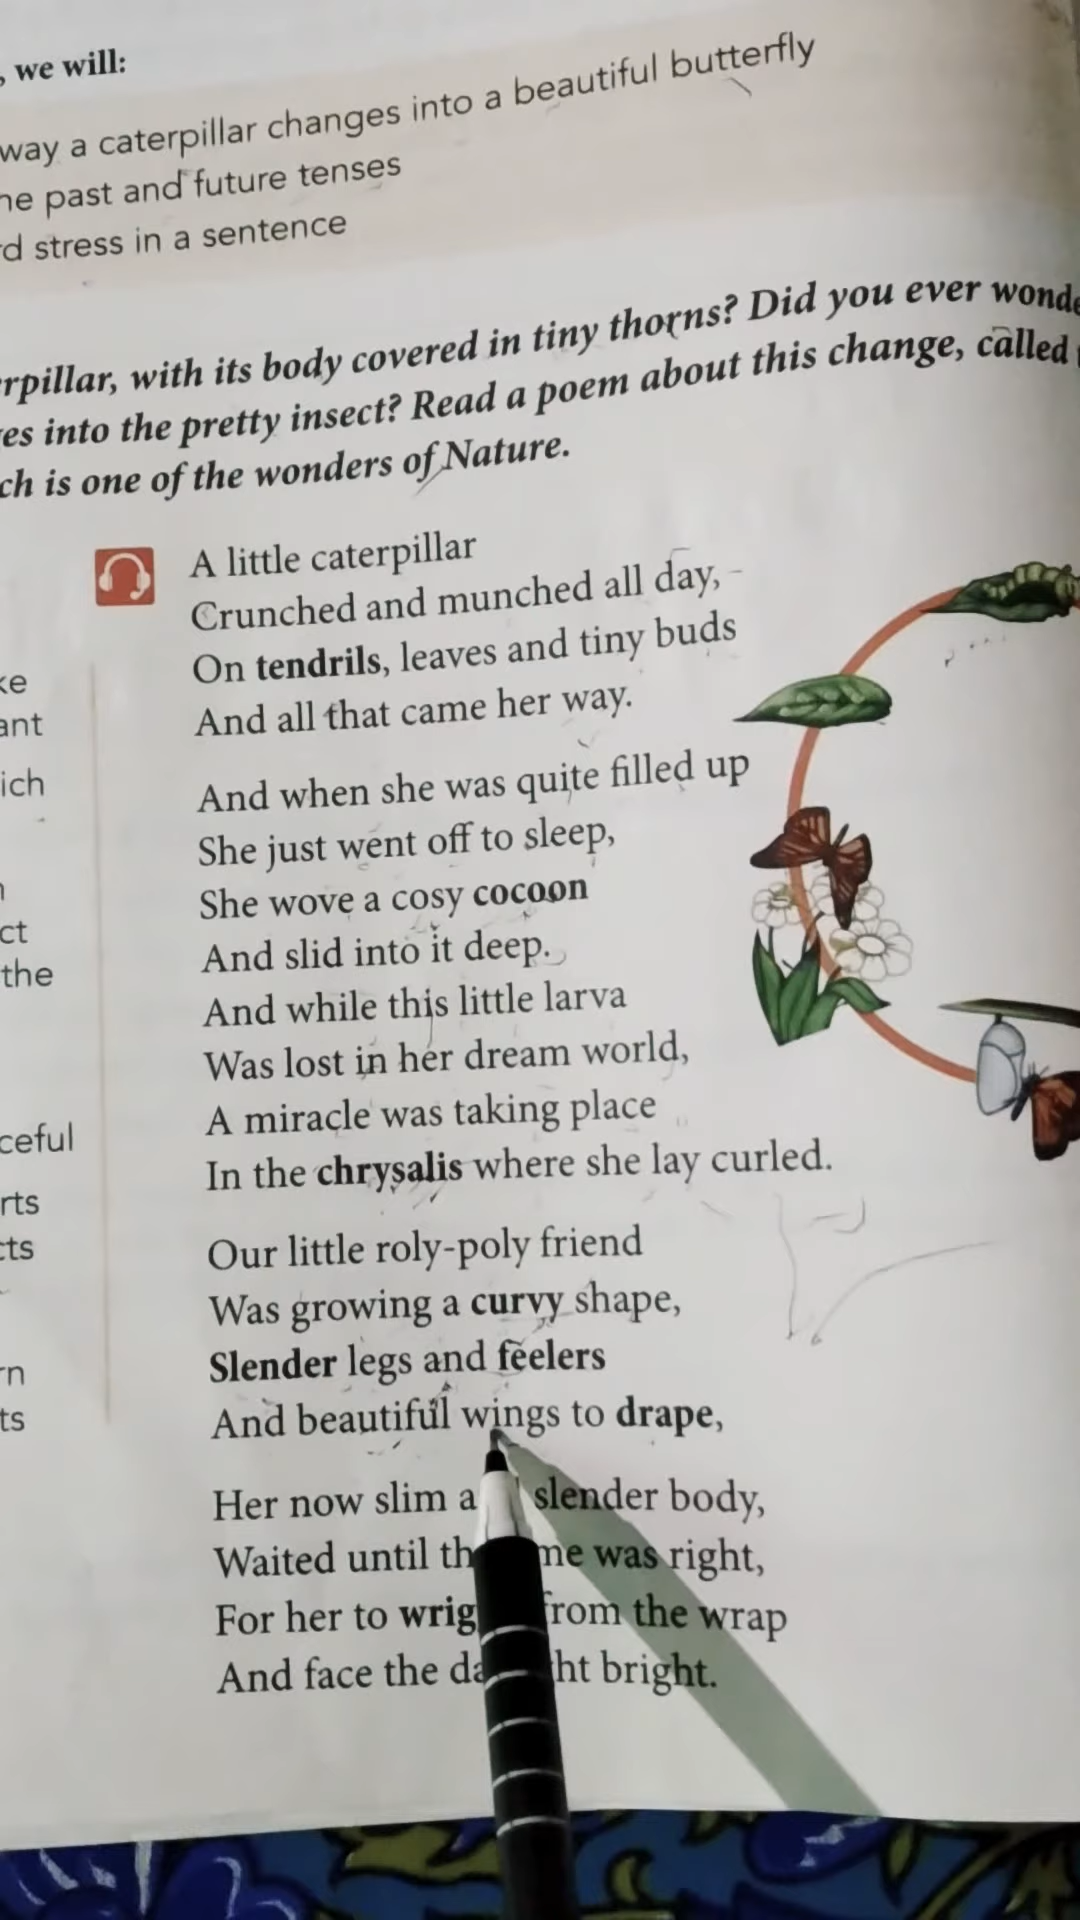 , we will:
way a caterpillar changes into a beautiful butterfly
he past and future tenses
rd stress in a sentence
rpillar, with its body covered in tiny thorns? Did you ever wonde
es into the pretty insect? Read a poem about this change, called
ch is one of the wonders of Nature.
A little caterpillar
Crunched and munched all day,
On tendrils, leaves and tiny buds
And all that came her way.
ke
ant
ich
ct
the
ceful
rts
cts
rn
ts
And when she was quite filled up
She just went off to sleep,
She wove a cosy cocoon
And slid into it deep.
And while this little larva
Was lost in her dream world,
A miracle was taking place
In the chrysalis where she lay curled.
Our little roly-poly friend
Was growing a curvy shape,
Slender legs and feelers
And beautiful wings to drape,
Her now slim a slender body,
Waited until th me was right,
For her to wrig from the wrap
And face the da ht bright.